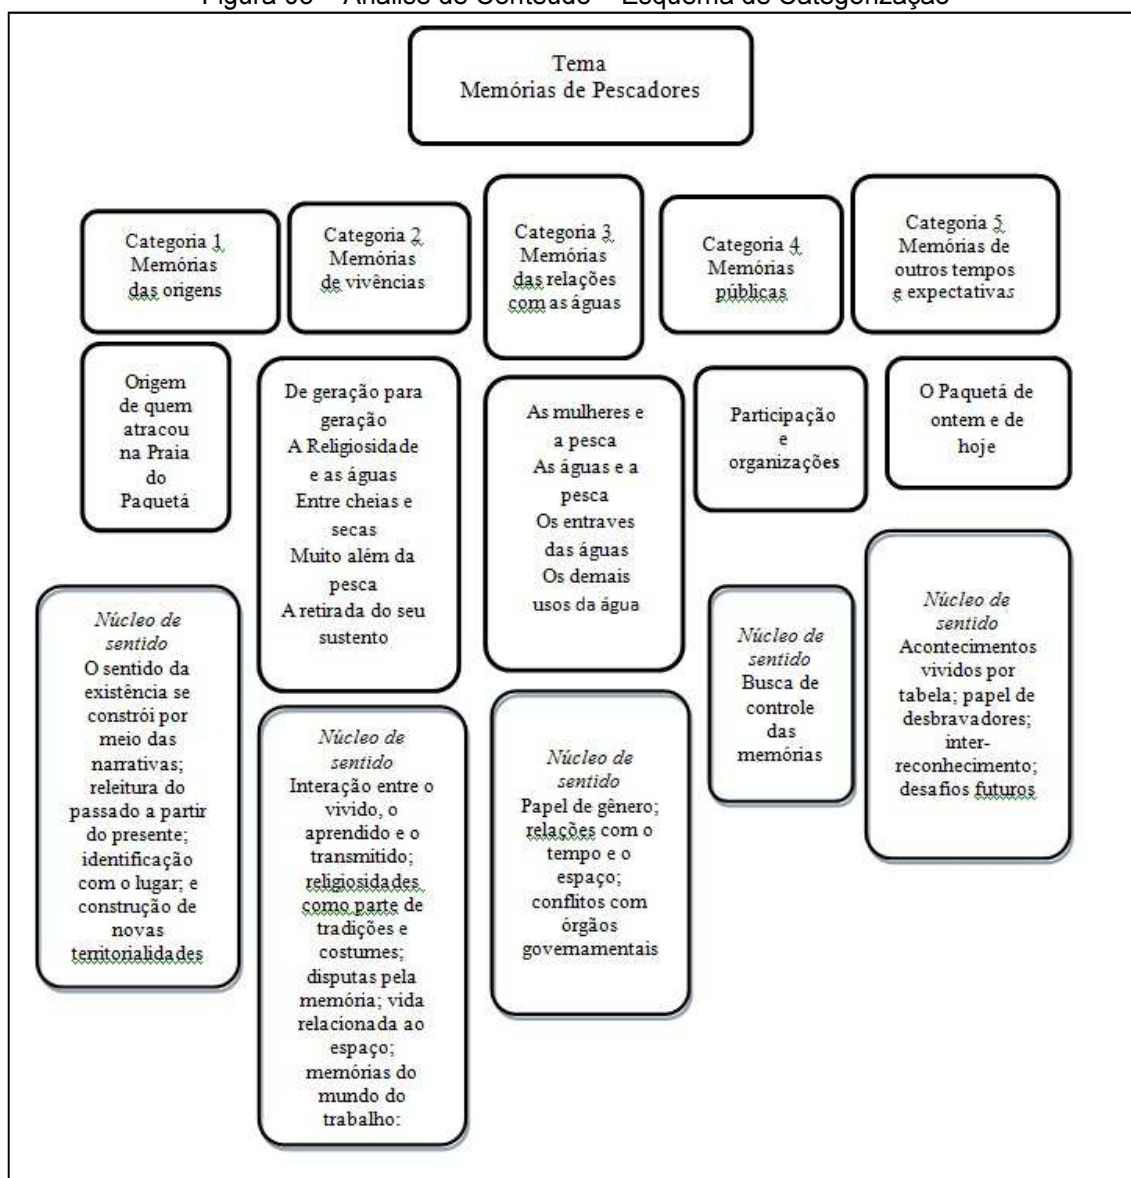 Figura 03 – Análise de Conteúdo – Esquema de Categorização
Tema
Memórias de Pescadores
Categoria 1
Memórias
das origens
Categoria 2
Memórias
de vivências
Categoria 3
Memórias
das relações
com as águas
Categoria 4
Memórias
públicas
Categoria 5
Memórias de
outros tempos
e expectativas
Origem
de quem
atracou
na Praia
do
Paquetá
De geração para
geração
A Religiosidade
e as águas
Entre cheias e
secas
Muito além da
pesca
A retirada do seu
sustento
As mulheres e
a pesca
As águas e a
pesca
Os entraves
das águas
Os demais
usos da água
Participação
e
organizações
O Paquetá de
ontem e de
hoje
Núcleo de
sentido
O sentido da
existência se
constrói por
meio das
narrativas;
releitura do
passado a partir
do presente;
identificação
com o lugar; e
construção de
novas
territorialidades
Núcleo de
sentido
Interação entre o
vivido, o
aprendido e o
transmitido;
religiosidades
como parte de
tradições e
costumes;
disputas pela
memória; vida
relacionada ao
espaço;
memórias do
mundo do
trabalho:
Núcleo de
sentido
Papel de gênero;
relações com o
tempo e o
espaço;
conflitos com
órgãos
governamentais
Núcleo de
sentido
Busca de
controle
das
memórias
Núcleo de
sentido
Acontecimentos
vividos por
tabela; papel de
desbravadores;
inter-
reconhecimento;
desafios futuros